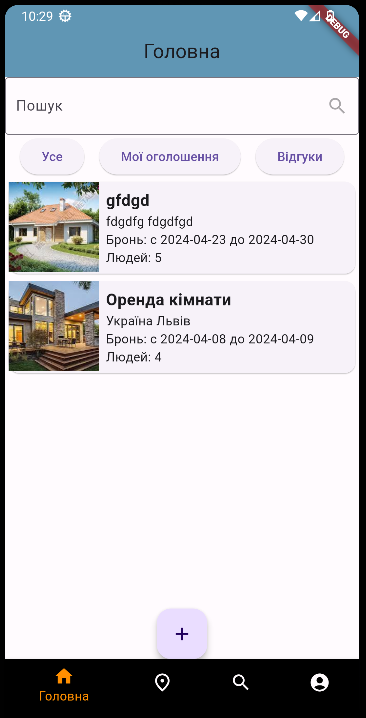 10:29
DEBUG
Головна
Пошук
Усе
Мої оголошення
Відгуки
gfdgd
fdgdfg fdgdfgd
Бронь: с 2024-04-23 до 2024-04-30
Людей: 5
Оренда кімнати
Україна Львів
Бронь: с 2024-04-08 до 2024-04-09
Людей: 4
+
Головна